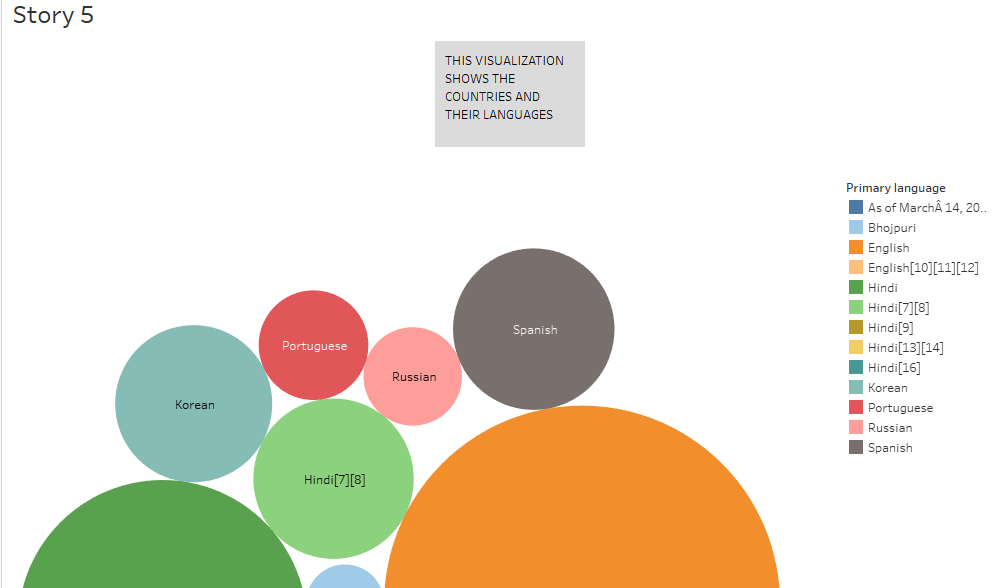 Story 5
THIS VISUALIZATION
SHOWS THE
COUNTRIES AND
THEIR LANGUAGES
Primary language
As of MarchÂ 14, 20..
Bhojpuri
English
English[10][11][12]
Hindi
Hindi[7][8]
Hindi[9]
Hindi[13][14]
Hindi[16]
Korean
Portuguese
Russian
Spanish
Spanish
Portuguese
Russian
Korean
Hindi[7][8]